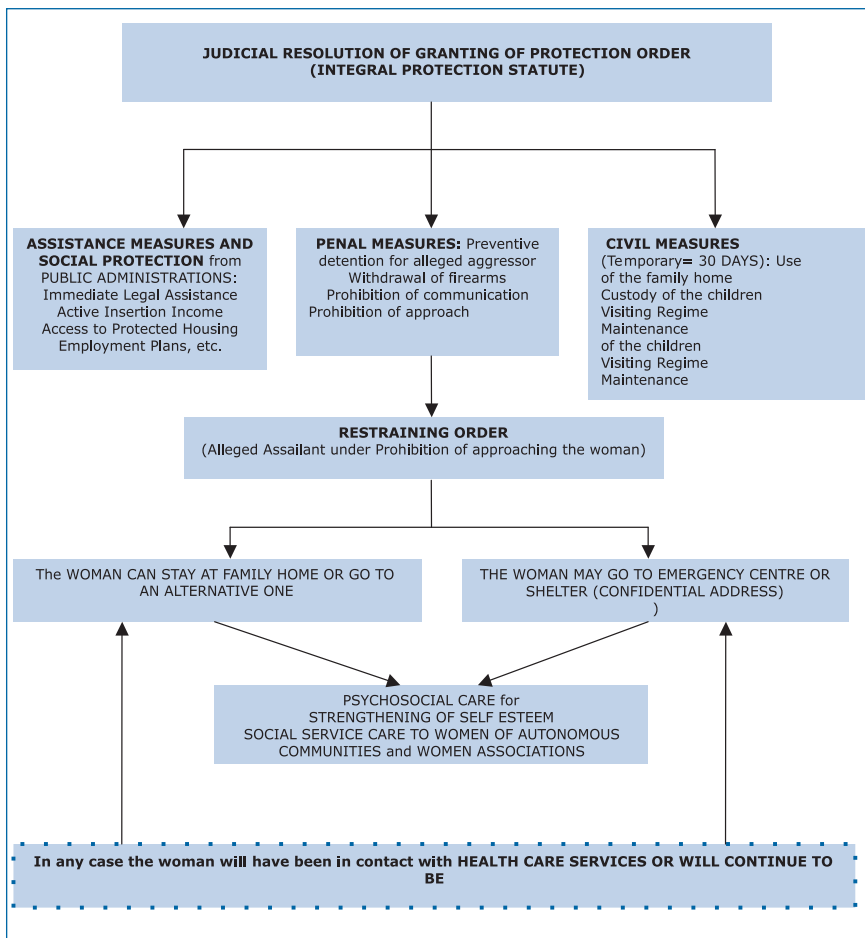 JUDICIAL RESOLUTION OF GRANTING OF PROTECTION ORDER
(INTEGRAL PROTECTION STATUTE)
ASSISTANCE MEASURES AND
SOCIAL PROTECTION from
PUBLIC ADMINISTRATIONS:
Immediate Legal Assistance
Active Insertion Income
Access to Protected Housing
Employment Plans, etc.
PENAL MEASURES: Preventive
detention for alleged aggressor
Withdrawal of firearms
Prohibition of communication
Prohibition of approach
CIVIL MEASURES
(Temporary= 30 DAYS): Use
of the family home
Custody of the children
Visiting Regime
Maintenance
of the children
Visiting Regime
Maintenance
RESTRAINING ORDER
(Alleged Assailant under Prohibition of approaching the woman)
The WOMAN CAN STAY AT FAMILY HOME OR GO TO
AN ALTERNATIVE ONE
THE WOMAN MAY GO TO EMERGENCY CENTRE OR
SHELTER (CONFIDENTIAL ADDRESS)
)
PSYCHOSOCIAL CARE for
STRENGTHENING OF SELF ESTEEM
SOCIAL SERVICE CARE TO WOMEN OF AUTONOMOUS
COMMUNITIES and WOMEN ASSOCIATIONS
In any case the woman will have been in contact with HEALTH CARE SERVICES OR WILL CONTINUE TO
BE